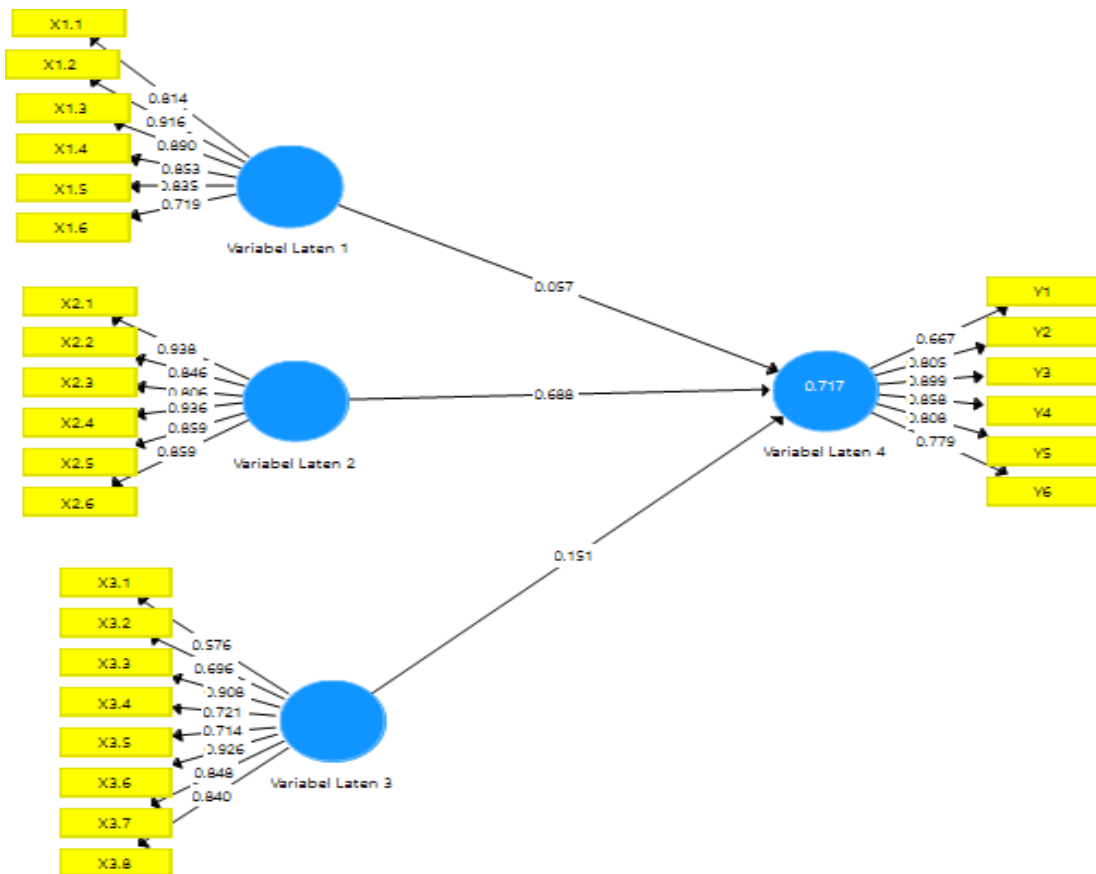 X1.1
X1.2
X1.3
X1.4
X1.5
X1.6
0.814
0.916
0.890
0.853
0.835
0.719
Variabel Laten 1
0.057
X2.1
X2.2
X2.3
X2.4
X2.5
X2.6
0.938
0.846
0.806
0.936
0.859
0.859
Variabel Laten 2
0.688
X3.1
X3.2
X3.3
X3.4
X3.5
X3.6
X3.7
X3.8
0.576
0.696
0.908
0.721
0.714
0.926
0.848
0.840
Variabel Laten 3
0.151
0.717
Variabel Laten 4
0.667
0.805
0.899
0.858
0.808
0.779
Y1
Y2
Y3
Y4
Y5
Y6